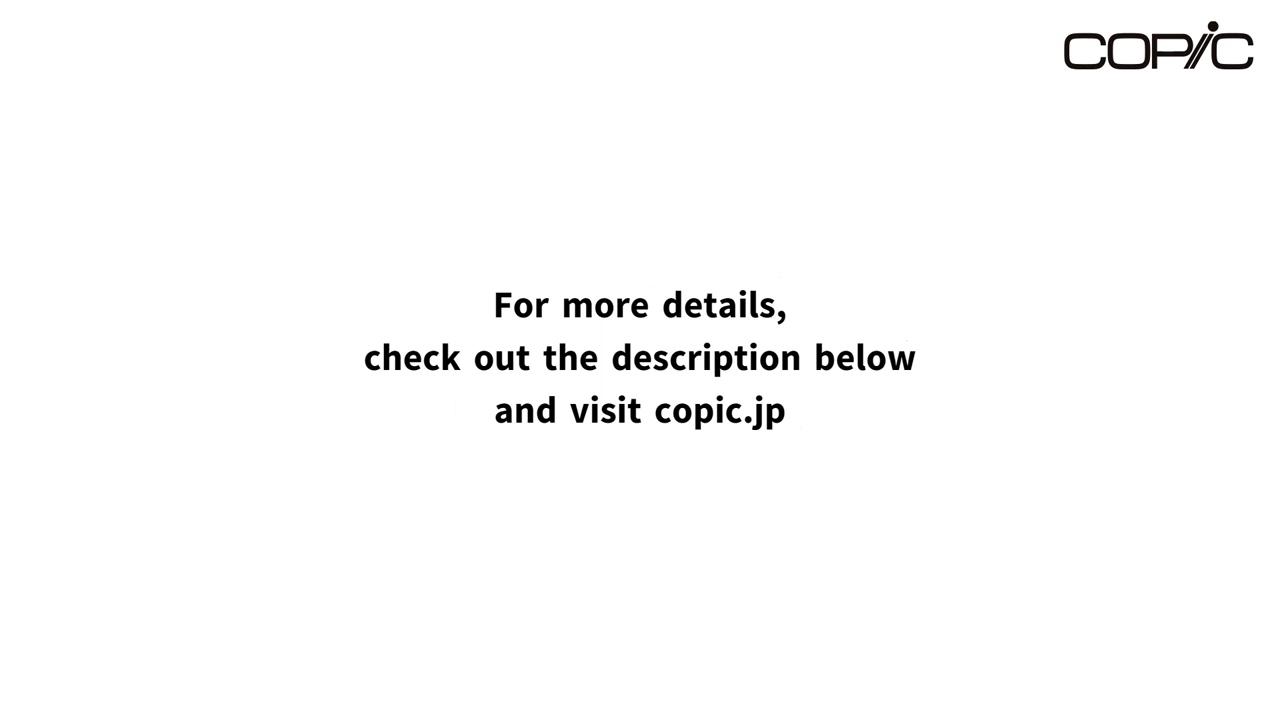 COPiC
For more details,
check out the description below
and visit copic.jp